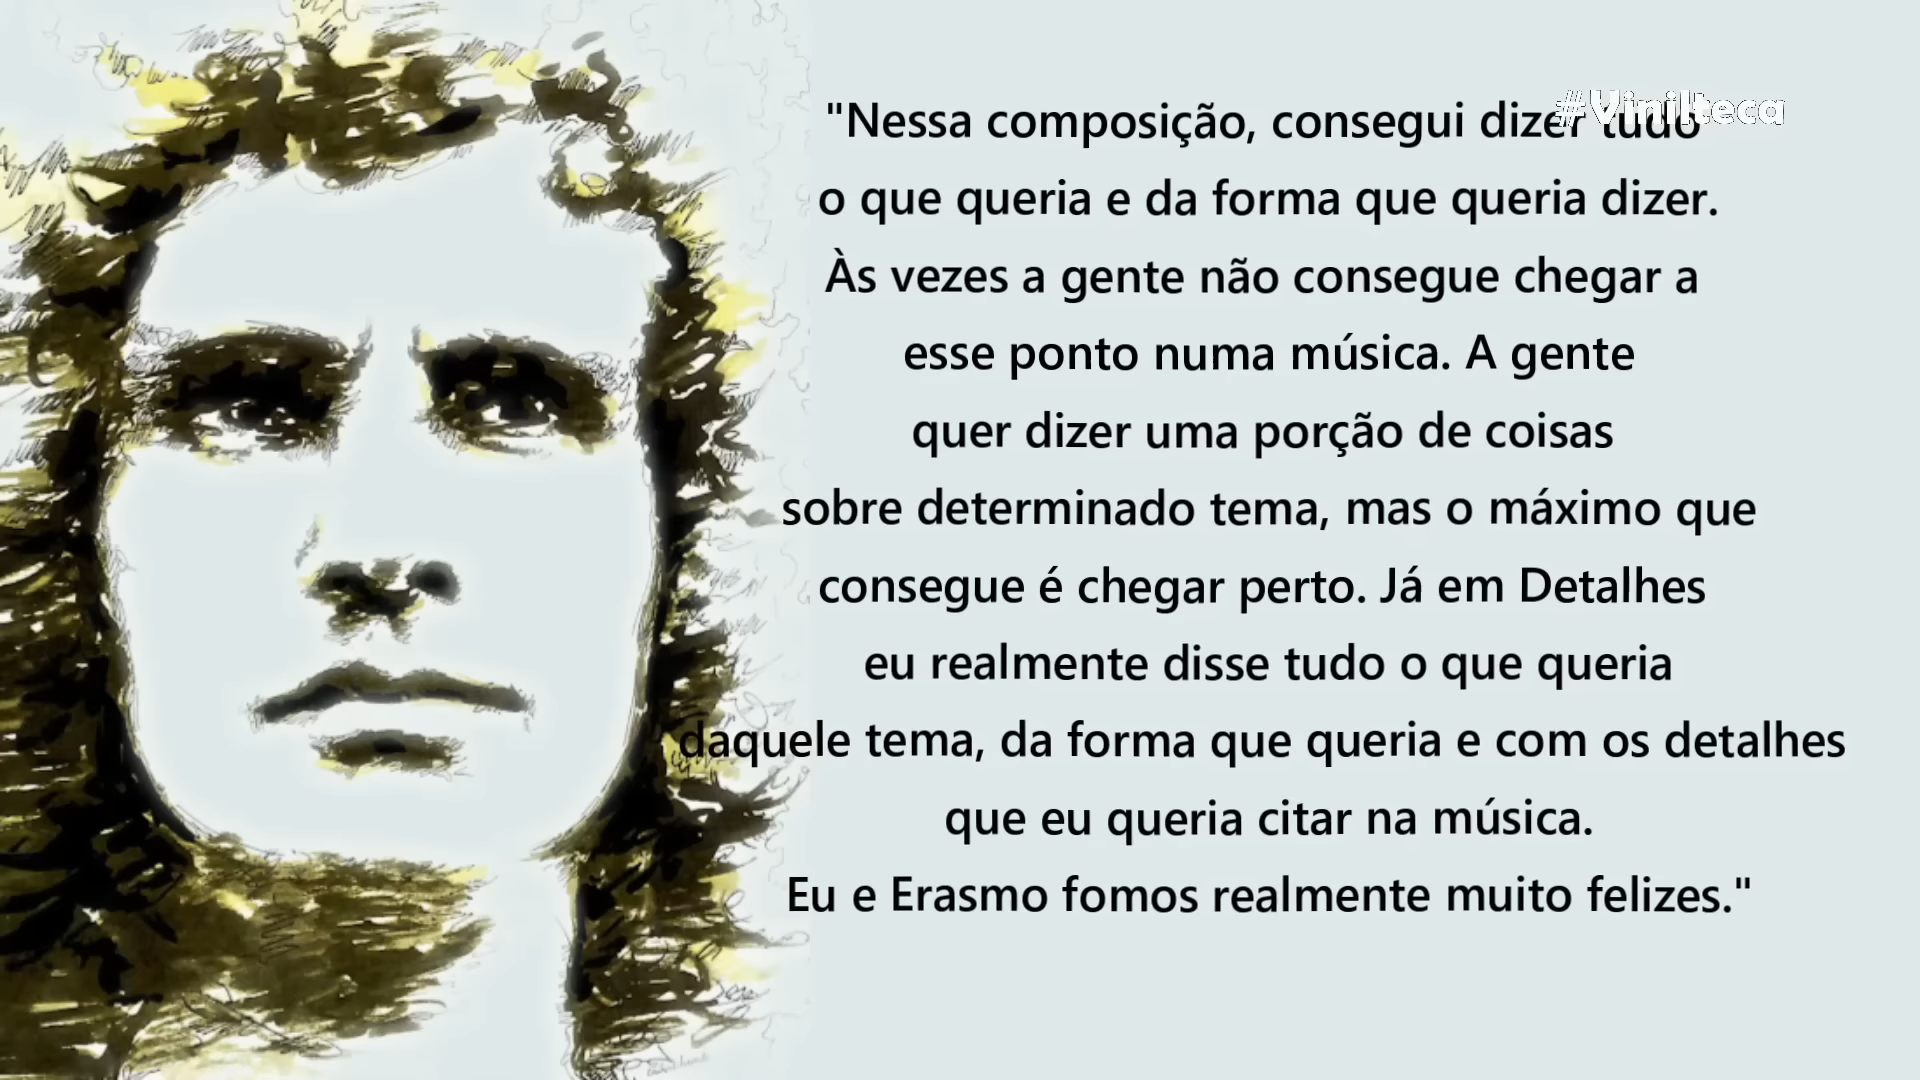 #Vinilteca
"Nessa composição, consegui dizer tudo
o que queria e da forma que queria dizer.
Às vezes a gente não consegue chegar a
esse ponto numa música. A gente
quer dizer uma porção de coisas
sobre determinado tema, mas o máximo que
consegue é chegar perto. Já em Detalhes
eu realmente disse tudo o que queria
daquele tema, da forma que queria e com os detalhes
que eu queria citar na música.
Eu e Erasmo fomos realmente muito felizes."